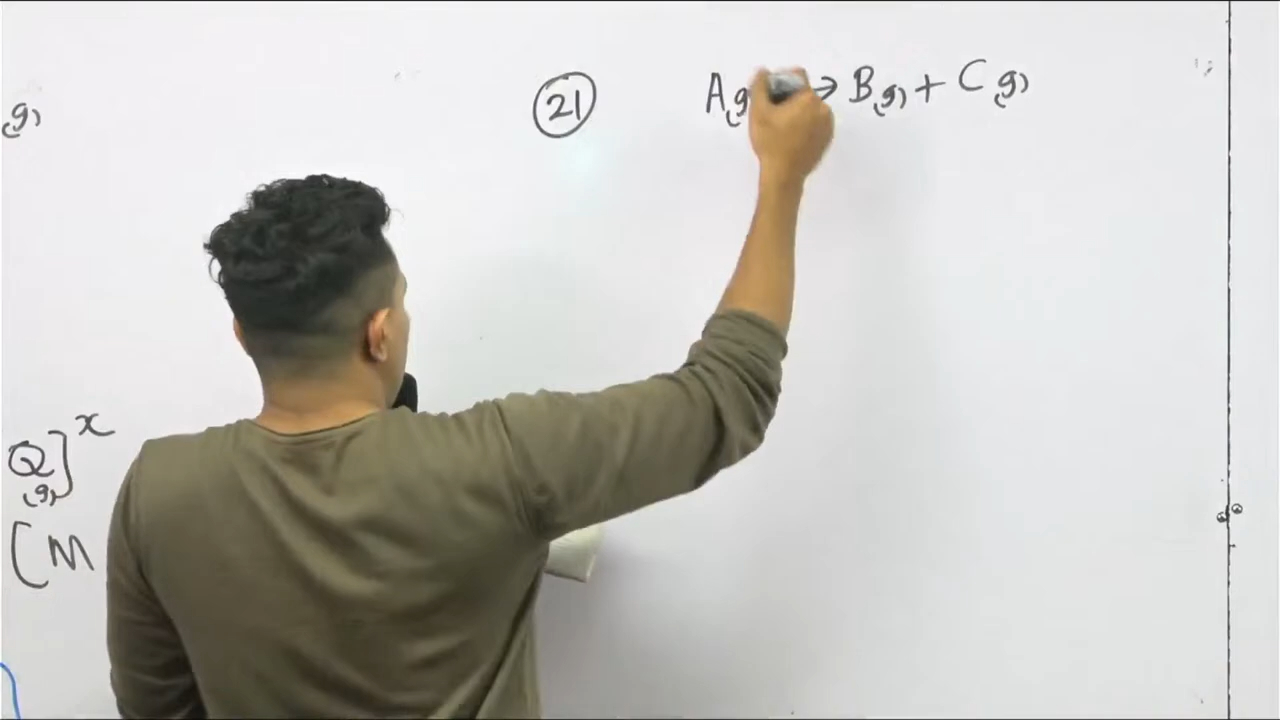 (g)
(21) A(g → B(g) + C(g)
Q]^x
(g)
(M